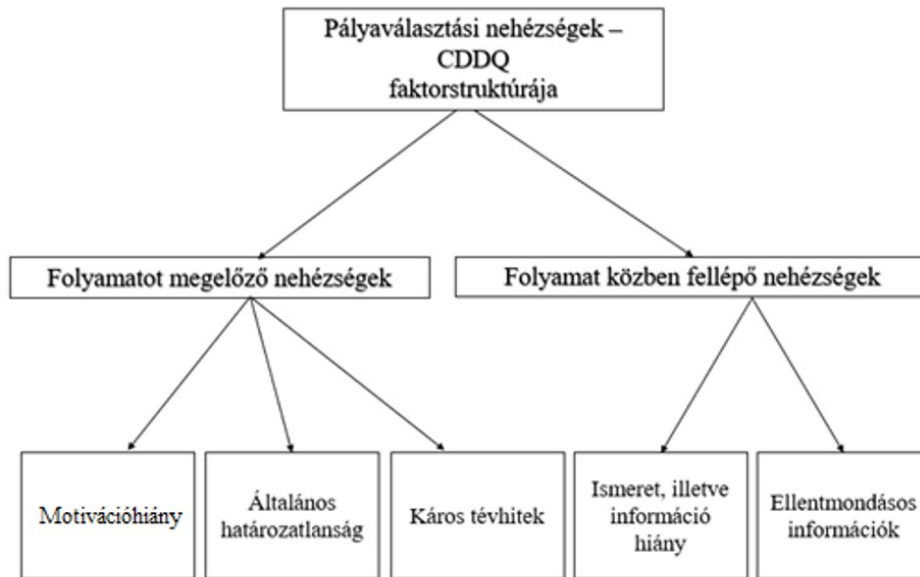 Pályaválasztási nehézségek –
CDDQ
faktorstruktúrája
Folyamatot megelőző nehézségek
Folyamat közben fellépő nehézségek
Motivációhiány
Általános
határozatlanság
Káros tévhitek
Ismeret, illetve
információ
hiány
Ellentmondásos
információk